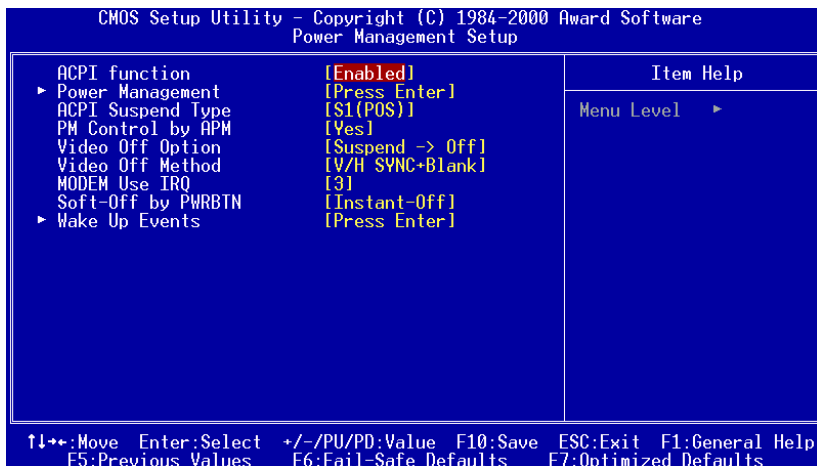 CMOS Setup Utility - Copyright (C) 1984-2000 Award Software
Power Management Setup
ACPI function [Enabled]
► Power Management [Press Enter]
ACPI Suspend Type [S1(POS)]
PM Control by APM [Yes]
Video Off Option [Suspend -> Off]
Video Off Method [V/H SYNC+Blank]
MODEM Use IRQ [3]
Soft-Off by PWRBTN [Instant-Off]
► Wake Up Events [Press Enter]
Item Help
Menu Level ►
↑↓→←:Move Enter:Select +/-/PU/PD:Value F10:Save ESC:Exit F1:General Help
F5:Previous Values F6:Fail-Safe Defaults F7:Optimized Defaults